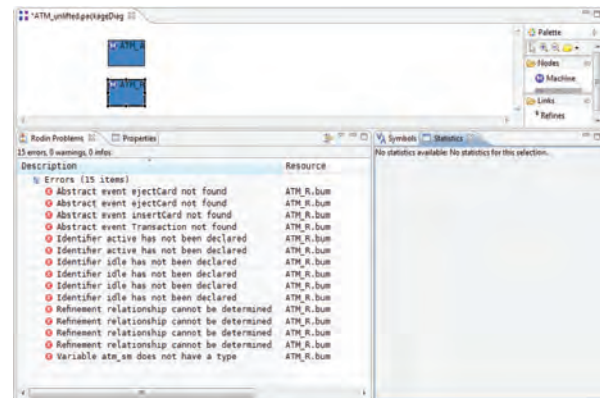 *ATM_unlifted.packageDiag
ATM_A
ATM_R
Palette
Nodes
Machine
Links
Refines
Rodin Problems
Properties
15 errors, 0 warnings, 0 infos
Description Resource
Errors (15 items)
Abstract event ejectCard not found ATM_R.bum
Abstract event ejectCard not found ATM_R.bum
Abstract event insertCard not found ATM_R.bum
Abstract event Transaction not found ATM_R.bum
Identifier active has not been declared ATM_R.bum
Identifier active has not been declared ATM_R.bum
Identifier idle has not been declared ATM_R.bum
Identifier idle has not been declared ATM_R.bum
Identifier idle has not been declared ATM_R.bum
Identifier idle has not been declared ATM_R.bum
Refinement relationship cannot be determined ATM_R.bum
Refinement relationship cannot be determined ATM_R.bum
Refinement relationship cannot be determined ATM_R.bum
Refinement relationship cannot be determined ATM_R.bum
Variable atm_sm does not have a type ATM_R.bum
Symbols
Statistics
No statistics available: No statistics for this selection.